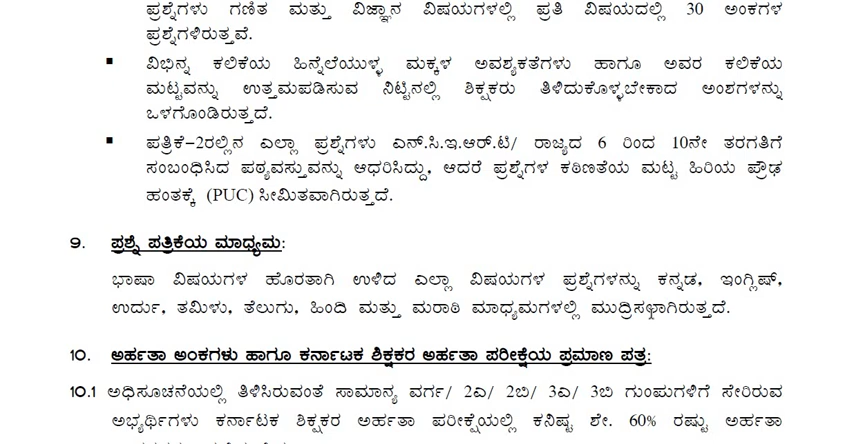 ಪ್ರಶ್ನೆಗಳು ಗಣಿತ ಮತ್ತು ವಿಜ್ಞಾನ ವಿಷಯಗಳಲ್ಲಿ ಪ್ರತಿ ವಿಷಯದಲ್ಲಿ 30 ಅಂಕಗಳ
ಪ್ರಶ್ನೆಗಳಿರುತ್ತವೆ.
▪ ವಿಭಿನ್ನ ಕಲಿಕೆಯ ಹಿನ್ನೆಲೆಯುಳ್ಳ ಮಕ್ಕಳ ಅವಶ್ಯಕತೆಗಳು ಹಾಗೂ ಅವರ ಕಲಿಕೆಯ
ಮಟ್ಟವನ್ನು ಉತ್ತಮಪಡಿಸುವ ನಿಟ್ಟಿನಲ್ಲಿ ಶಿಕ್ಷಕರು ತಿಳಿದುಕೊಳ್ಳಬೇಕಾದ ಅಂಶಗಳನ್ನು
ಒಳಗೊಂಡಿರುತ್ತದೆ.
▪ ಪತ್ರಿಕೆ-2ರಲ್ಲಿನ ಎಲ್ಲಾ ಪ್ರಶ್ನೆಗಳು ಎನ್.ಸಿ.ಇ.ಆರ್.ಟಿ/ ರಾಜ್ಯದ 6 ರಿಂದ 10ನೇ ತರಗತಿಗೆ
ಸಂಬಂಧಿಸಿದ ಪಠ್ಯವಸ್ತುವನ್ನು ಆಧರಿಸಿದ್ದು, ಆದರೆ ಪ್ರಶ್ನೆಗಳ ಕಠಿಣತೆಯ ಮಟ್ಟ ಹಿರಿಯ ಪ್ರೌಢ
ಹಂತಕ್ಕೆ (PUC) ಸೀಮಿತವಾಗಿರುತ್ತದೆ.
೨. ಪ್ರಶ್ನೆ ಪತ್ರಿಕೆಯ ಮಾಧ್ಯಮ:
ಭಾಷಾ ವಿಷಯಗಳ ಹೊರತಾಗಿ ಉಳಿದ ಎಲ್ಲಾ ವಿಷಯಗಳ ಪ್ರಶ್ನೆಗಳನ್ನು ಕನ್ನಡ, ಇಂಗ್ಲಿಷ್,
ಉರ್ದು, ತಮಿಳು, ತೆಲುಗು, ಹಿಂದಿ ಮತ್ತು ಮರಾಠಿ ಮಾಧ್ಯಮಗಳಲ್ಲಿ ಮುದ್ರಿಸಲಾಗಿರುತ್ತದೆ.
10. ಅರ್ಹತಾ ಅಂಕಗಳು ಹಾಗೂ ಕರ್ನಾಟಕ ಶಿಕ್ಷಕರ ಅರ್ಹತಾ ಪರೀಕ್ಷೆಯ ಪ್ರಮಾಣ ಪತ್ರ:
10.1 ಅಧಿಸೂಚನೆಯಲ್ಲಿ ತಿಳಿಸಿರುವಂತೆ ಸಾಮಾನ್ಯ ವರ್ಗ/ 2ಎ/ 2ಬಿ/ 3ಎ/ 3ಬಿ ಗುಂಪುಗಳಿಗೆ ಸೇರಿರುವ
ಅಭ್ಯರ್ಥಿಗಳು ಕರ್ನಾಟಕ ಶಿಕ್ಷಕರ ಅರ್ಹತಾ ಪರೀಕ್ಷೆಯಲ್ಲಿ ಕನಿಷ್ಟ ಶೇ. 60% ರಷ್ಟು ಅರ್ಹತಾ